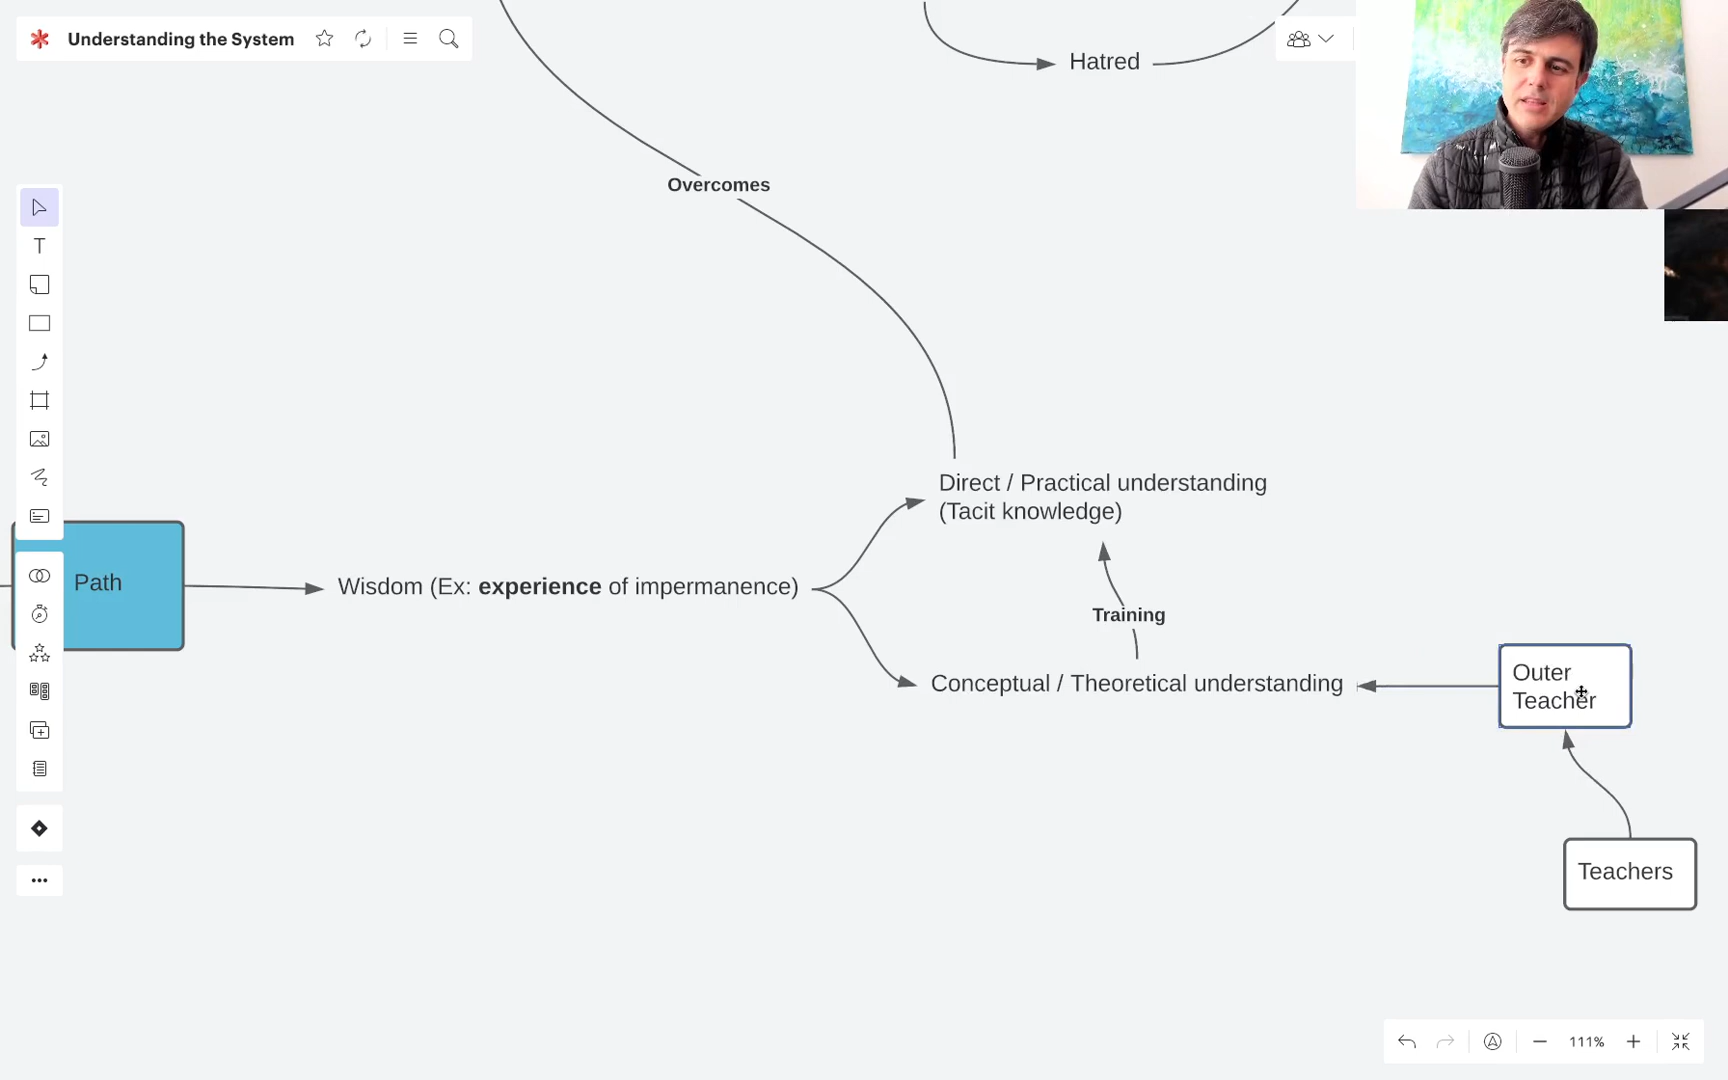 Understanding the System
Hatred
Overcomes
T
Direct / Practical understanding
(Tacit knowledge)
Path
Wisdom (Ex: experience of impermanence)
Training
Conceptual / Theoretical understanding
Outer
Teacher
Teachers
111%